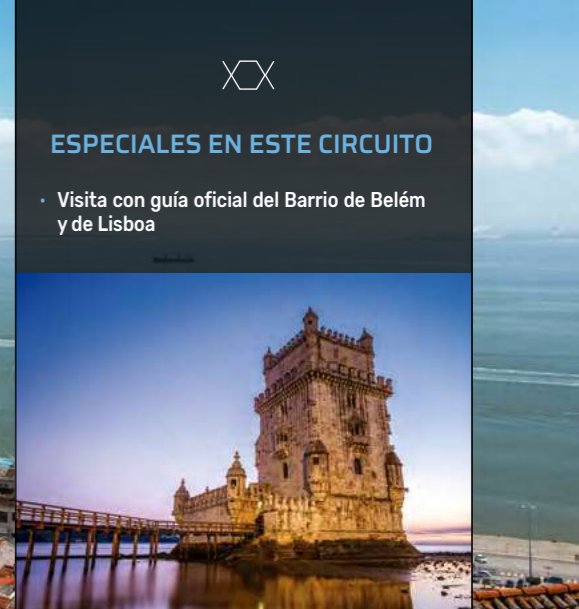 ESPECIALES EN ESTE CIRCUITO
• Visita con guía oficial del Barrio de Belém
y de Lisboa